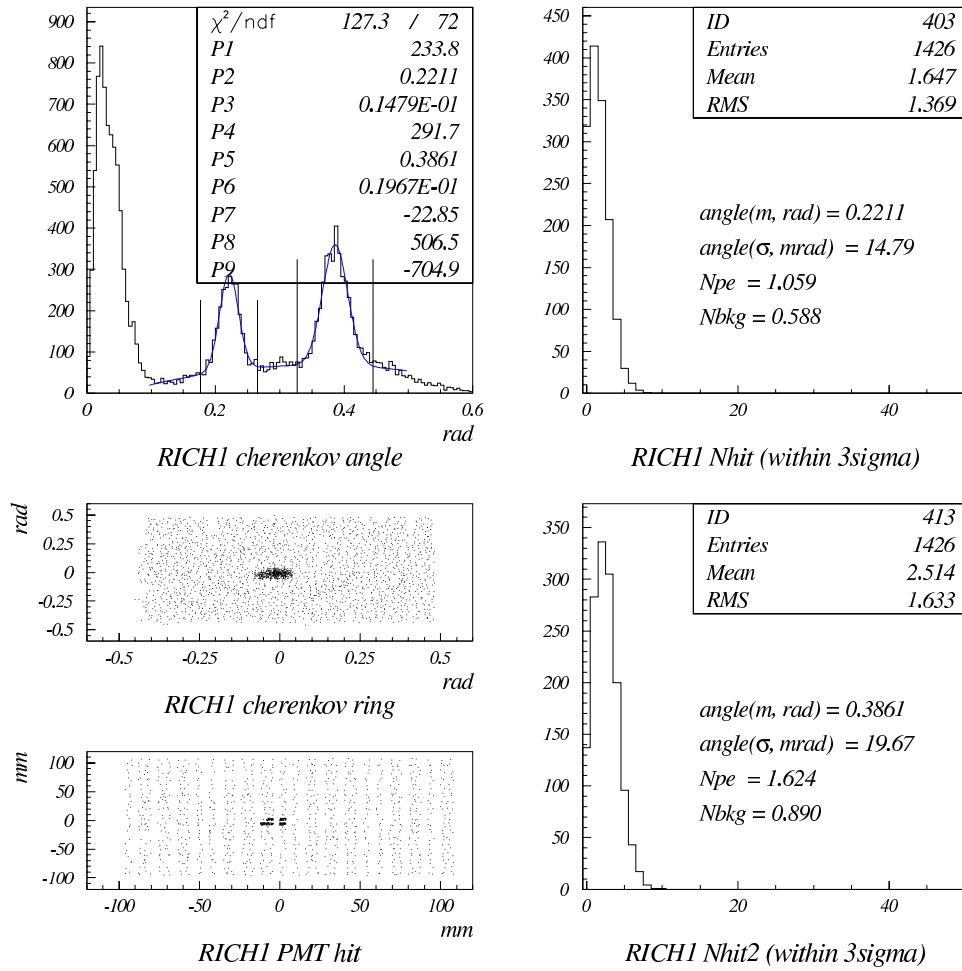 χ²/ndf 127.3 / 72
P1 233.8
P2 0.2211
P3 0.1479E-01
P4 291.7
P5 0.3861
P6 0.1967E-01
P7 -22.85
P8 506.5
P9 -704.9
900
800
700
600
500
400
300
200
100
0
0 0.2 0.4 0.6
rad
RICH1 cherenkov angle
ID 403
Entries 1426
Mean 1.647
RMS 1.369
450
400
350
300
250
200
150
100
50
0
angle(m, rad) = 0.2211
angle(σ, mrad) = 14.79
Npe = 1.059
Nbkg = 0.588
0 20 40
RICH1 Nhit (within 3sigma)
rad
0.5
0.25
0
-0.25
-0.5
-0.5 -0.25 0 0.25 0.5
rad
RICH1 cherenkov ring
mm
100
50
0
-50
-100
-100 -50 0 50 100
mm
RICH1 PMT hit
ID 413
Entries 1426
Mean 2.514
RMS 1.633
350
300
250
200
150
100
50
0
angle(m, rad) = 0.3861
angle(σ, mrad) = 19.67
Npe = 1.624
Nbkg = 0.890
0 20 40
RICH1 Nhit2 (within 3sigma)